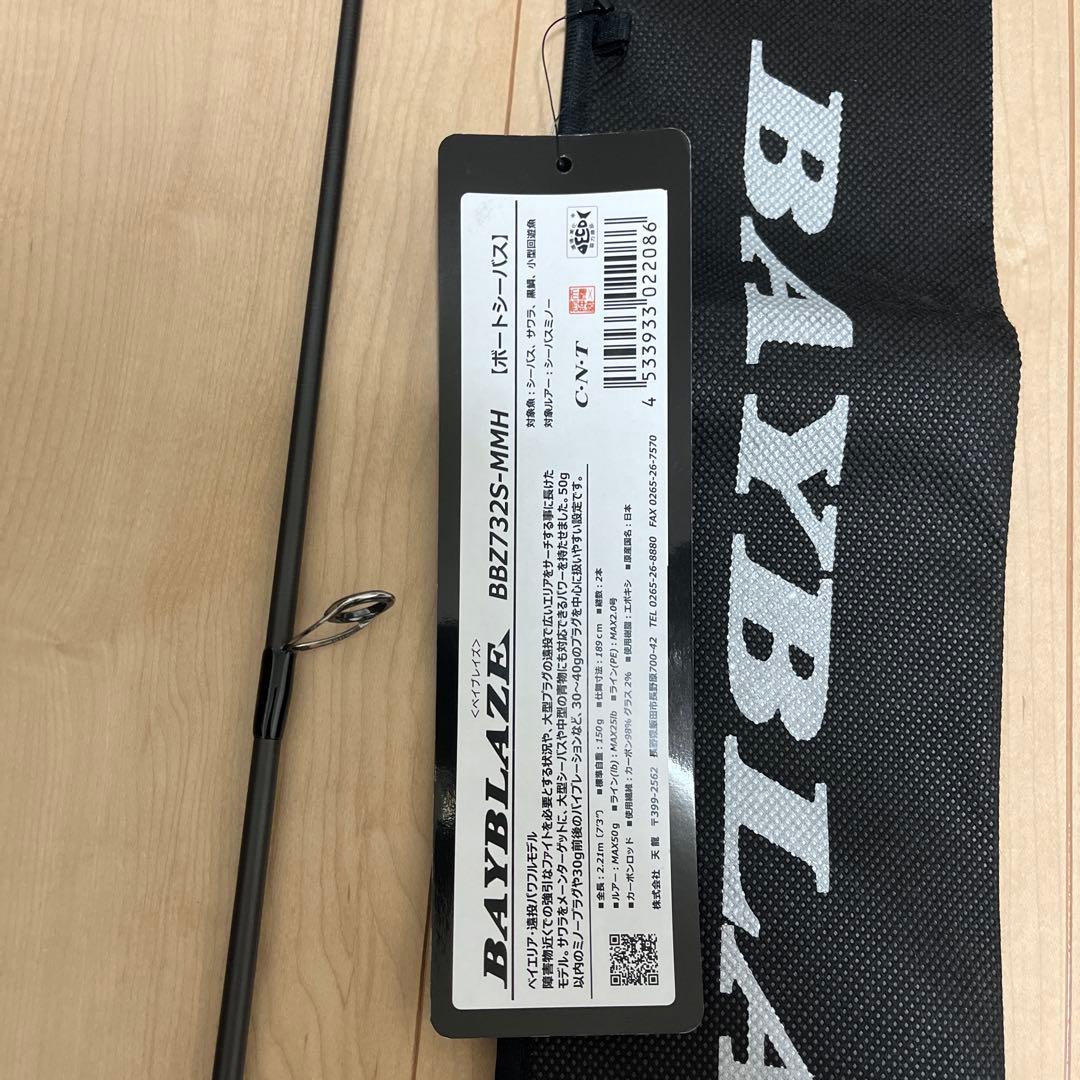 <ベイブレイズ>
BAYBLAZE BBZ732S-MMH 【ボートシーバス】
ベイエリア・遠投パワフルモデル
障害物近くでの強引なファイトを必要とする状況や、大型プラグの遠投で広いエリアをサーチする事に長けた
モデル。サワラをメーンターゲットに、大型シーバスや中型の青物にも対応できるパワーを持たせました。50g
以内のミノープラグや30g前後のバイブレーションなど、30〜40gのプラグを中心に扱いやすい設定です。
対象魚：シーバス、サワラ、黒鯛、小型回遊魚
対象ルアー：シーバスミノー
C・N・T
■全長：2.21m（7'3"） ■標準自重：150g ■仕舞寸法：189cm ■継数：2本
■ルアー：MAX50g ■ライン(lb)：MAX25lb ■ライン(PE)：MAX2.0号
■カーボンロッド ■使用繊維：カーボン98% グラス 2% ■使用樹脂：エポキシ ■原産国名：日本
株式会社 天龍 〒399-2562 長野県飯田市長野原700-42 TEL 0265-26-8880 FAX 0265-26-7570
4 533933 022086
BAYBLA